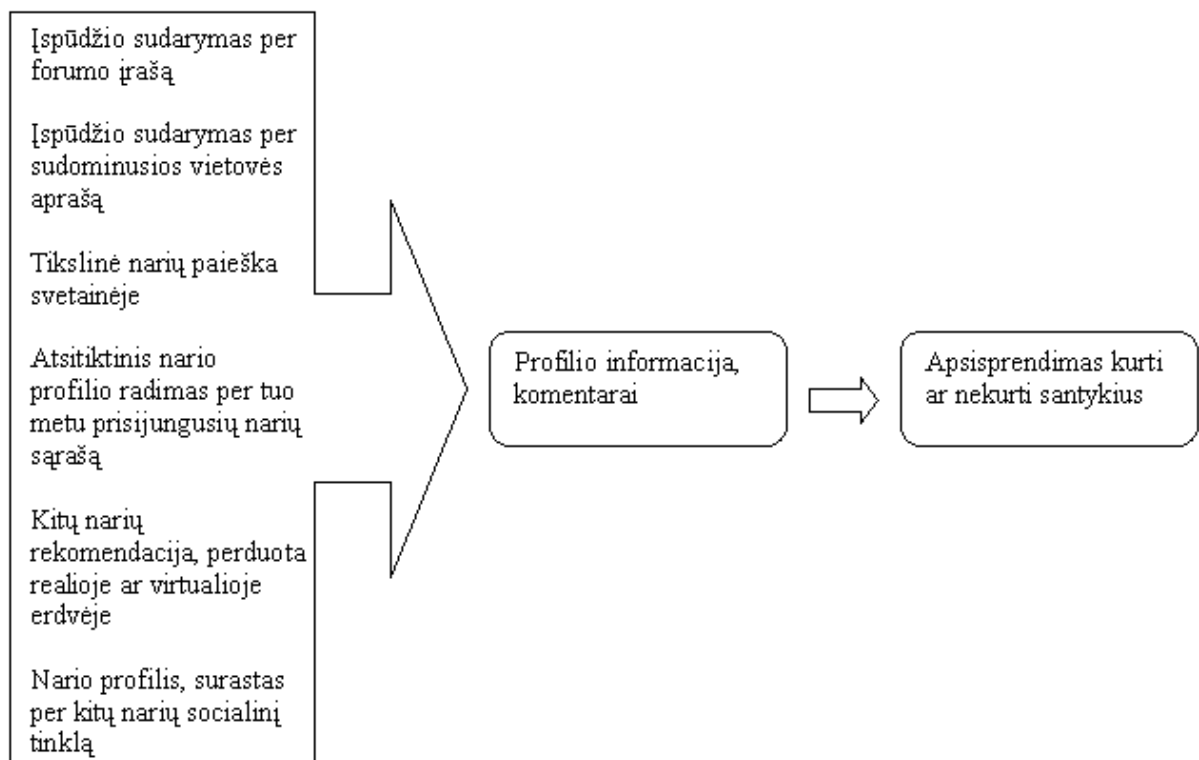 Įspūdžio sudarymas per
forumo įrašą
Įspūdžio sudarymas per
sudominusios vietovės
aprašą
Tikslinė narių paieška
svetainėje
Atsitiktinis nario
profilio radimas per tuo
metu prisijungusių narių
sąrašą
Kitų narių
rekomendacija, perduota
realioje ar virtualioje
erdvėje
Nario profilis, surastas
per kitų narių socialinį
tinklą
Profilio informacija,
komentarai
Apsisprendimas kurti
ar nekurti santykius